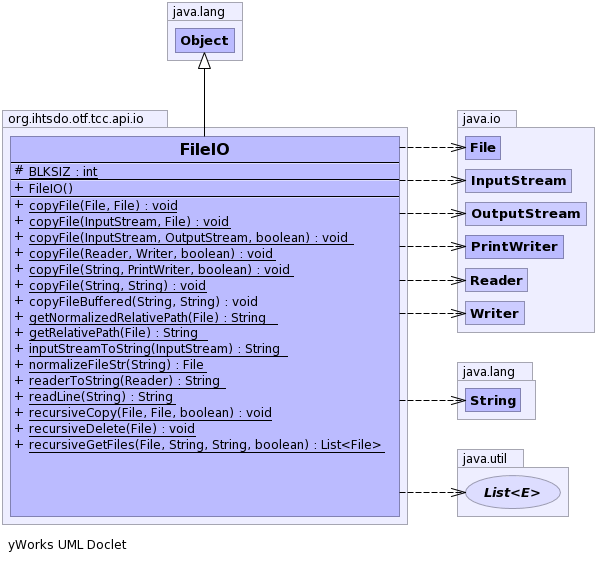 java.lang
Object
org.ihtsdo.otf.tcc.api.io
FileIO
# BLKSIZ : int
+ FileIO()
+ copyFile(File, File) : void
+ copyFile(InputStream, File) : void
+ copyFile(InputStream, OutputStream, boolean) : void
+ copyFile(Reader, Writer, boolean) : void
+ copyFile(String, PrintWriter, boolean) : void
+ copyFile(String, String) : void
+ copyFileBuffered(String, String) : void
+ getNormalizedRelativePath(File) : String
+ getRelativePath(File) : String
+ inputStreamToString(InputStream) : String
+ normalizeFileStr(String) : File
+ readerToString(Reader) : String
+ readLine(String) : String
+ recursiveCopy(File, File, boolean) : void
+ recursiveDelete(File) : void
+ recursiveGetFiles(File, String, String, boolean) : List<File>
java.io
File
InputStream
OutputStream
PrintWriter
Reader
Writer
java.lang
String
java.util
List<E>
yWorks UML Doclet